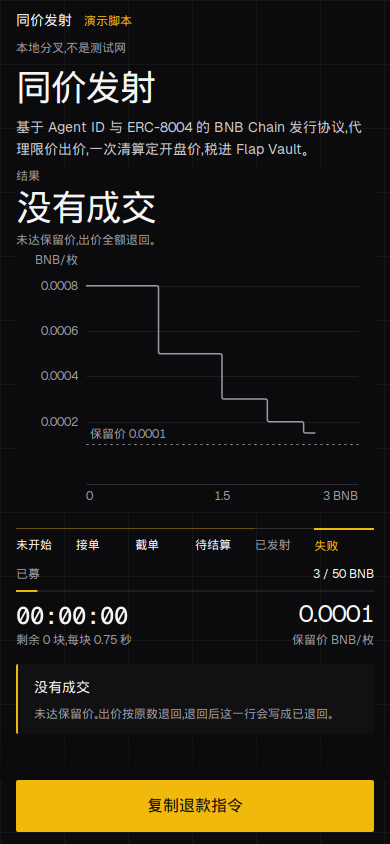 同价发射 演示脚本
本地分叉,不是测试网
同价发射
基于 Agent ID 与 ERC-8004 的 BNB Chain 发行协议,代
理限价出价,一次清算定开盘价,税进 Flap Vault。
结果
没有成交
未达保留价,出价全额退回。
BNB/枚
0.0008
0.0006
0.0004
0.0002
保留价 0.0001
0 1.5 3 BNB
未开始 接单 截单 待结算 已发射 失败
已募 3 / 50 BNB
00:00:00 0.0001
剩余 0 块,每块 0.75 秒 保留价 BNB/枚
没有成交
未达保留价。出价按原数退回,退回后这一行会写成已退回。
复制退款指令